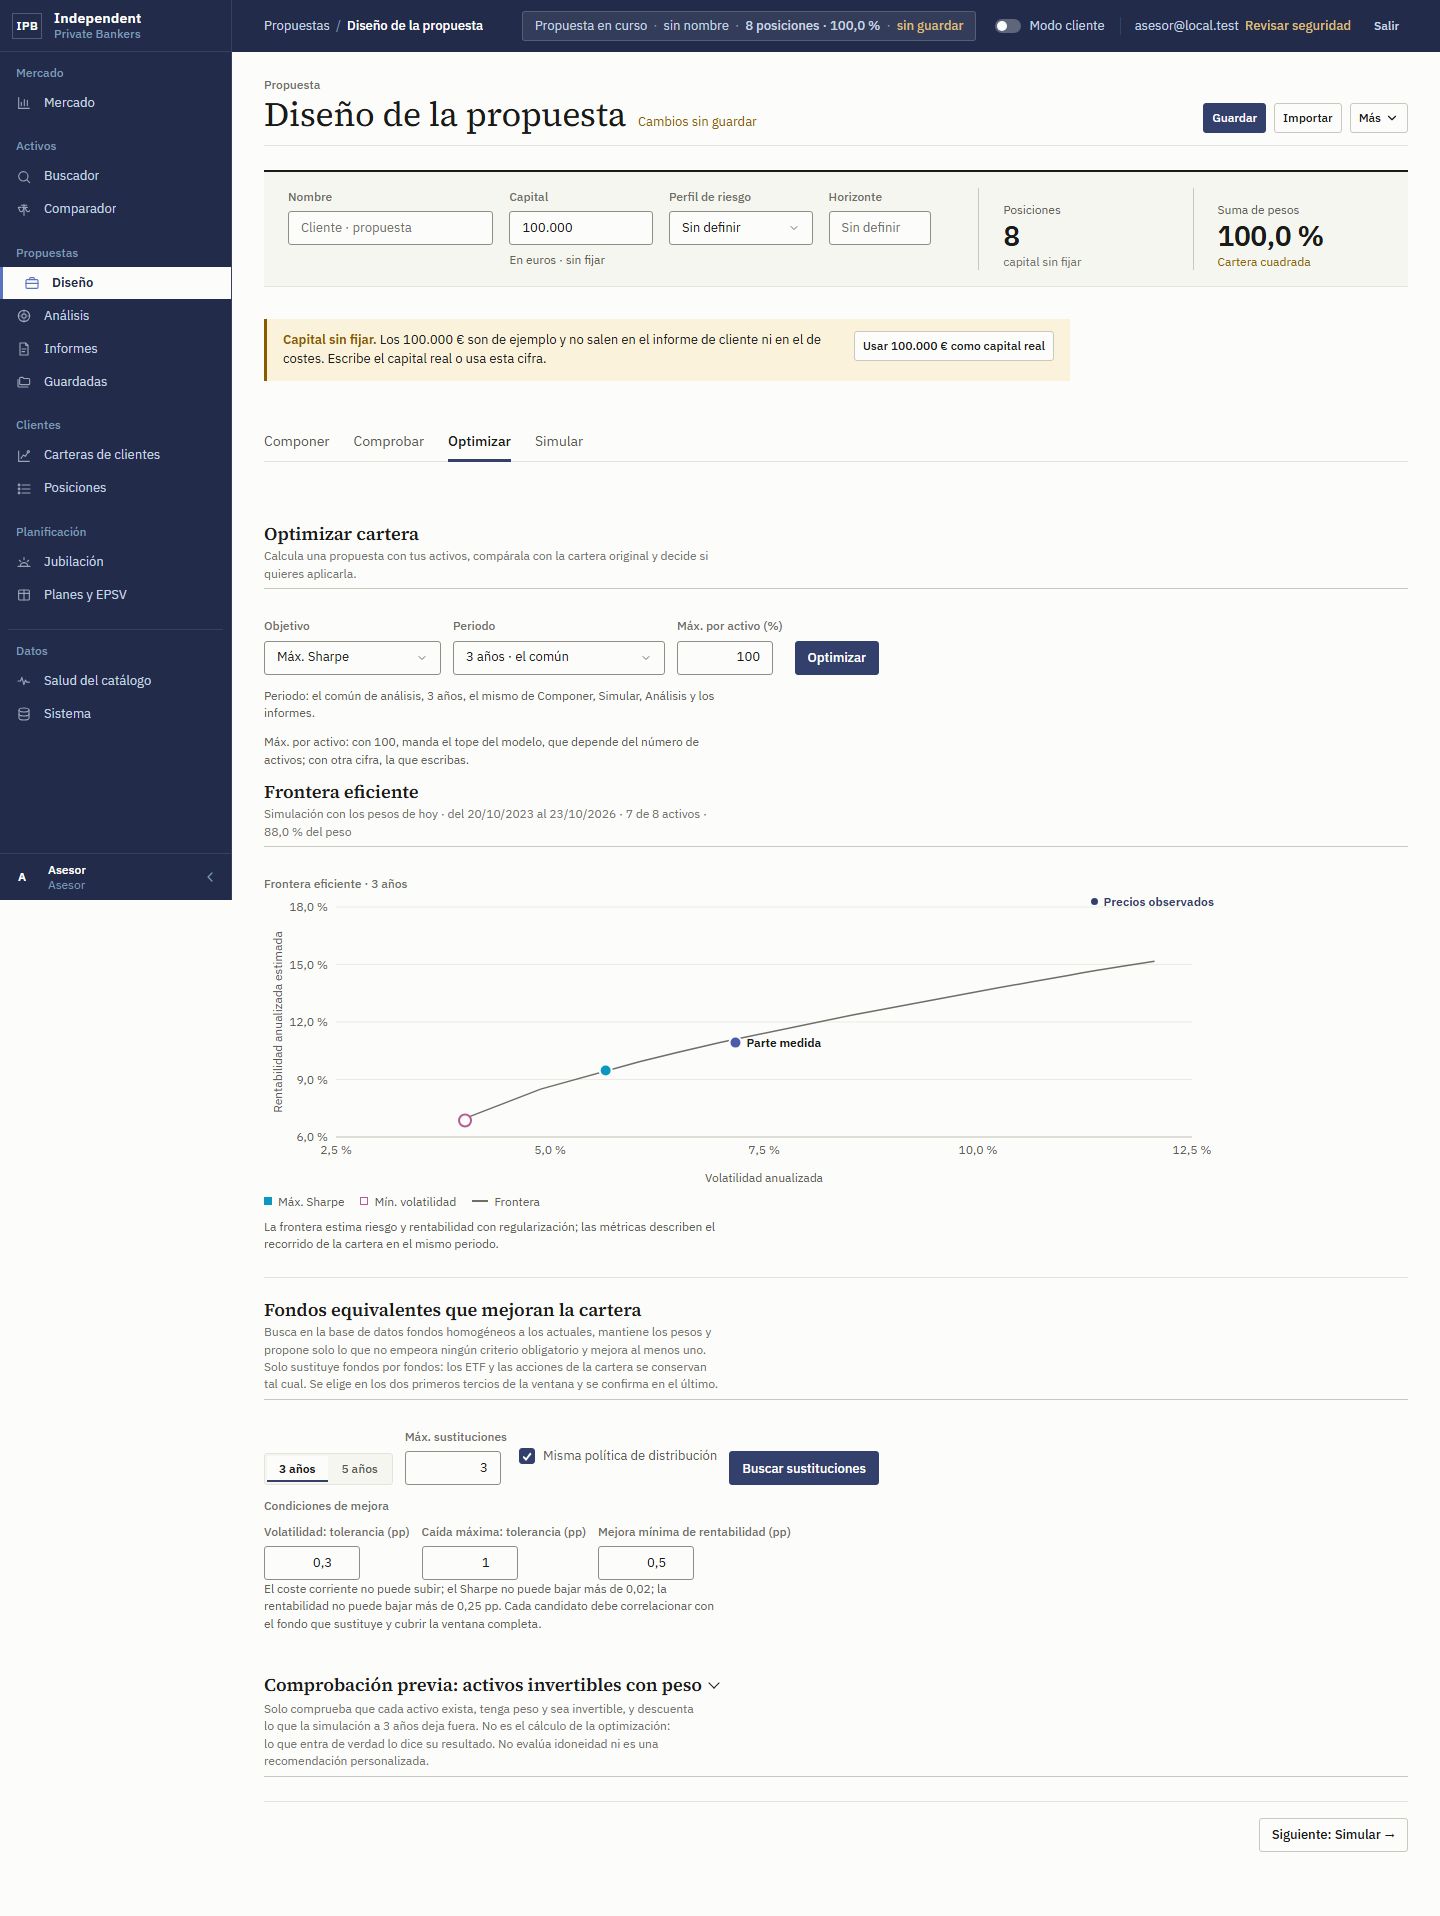 IPB
Independent
Private Bankers
Propuestas / Diseño de la propuesta
Propuesta en curso · sin nombre · 8 posiciones · 100,0 % · sin guardar
Modo cliente
asesor@local.test
Revisar seguridad
Salir
Mercado
Mercado
Activos
Buscador
Comparador
Propuestas
Diseño
Análisis
Informes
Guardadas
Clientes
Carteras de clientes
Posiciones
Planificación
Jubilación
Planes y EPSV
Datos
Salud del catálogo
Sistema
A
Asesor
Asesor
Propuesta
Diseño de la propuesta Cambios sin guardar
Guardar
Importar
Más
Nombre
Cliente · propuesta
Capital
100.000
En euros · sin fijar
Perfil de riesgo
Sin definir
Horizonte
Sin definir
Posiciones
8
capital sin fijar
Suma de pesos
100,0 %
Cartera cuadrada
Capital sin fijar. Los 100.000 € son de ejemplo y no salen en el informe de cliente ni en el de
costes. Escribe el capital real o usa esta cifra.
Usar 100.000 € como capital real
Componer
Comprobar
Optimizar
Simular
Optimizar cartera
Calcula una propuesta con tus activos, compárala con la cartera original y decide si
quieres aplicarla.
Objetivo
Máx. Sharpe
Periodo
3 años · el común
Máx. por activo (%)
100
Optimizar
Periodo: el común de análisis, 3 años, el mismo de Componer, Simular, Análisis y los
informes.
Máx. por activo: con 100, manda el tope del modelo, que depende del número de
activos; con otra cifra, la que escribas.
Frontera eficiente
Simulación con los pesos de hoy · del 20/10/2023 al 23/10/2026 · 7 de 8 activos ·
88,0 % del peso
Frontera eficiente · 3 años
Precios observados
Rentabilidad anualizada estimada
18,0 %
15,0 %
12,0 %
9,0 %
6,0 %
Parte medida
2,5 %
5,0 %
7,5 %
10,0 %
12,5 %
Volatilidad anualizada
Máx. Sharpe
Mín. volatilidad
Frontera
La frontera estima riesgo y rentabilidad con regularización; las métricas describen el
recorrido de la cartera en el mismo periodo.
Fondos equivalentes que mejoran la cartera
Busca en la base de datos fondos homogéneos a los actuales, mantiene los pesos y
propone solo lo que no empeora ningún criterio obligatorio y mejora al menos uno.
Solo sustituye fondos por fondos: los ETF y las acciones de la cartera se conservan
tal cual. Se elige en los dos primeros tercios de la ventana y se confirma en el último.
3 años
5 años
Máx. sustituciones
3
Misma política de distribución
Buscar sustituciones
Condiciones de mejora
Volatilidad: tolerancia (pp)
0,3
Caída máxima: tolerancia (pp)
1
Mejora mínima de rentabilidad (pp)
0,5
El coste corriente no puede subir; el Sharpe no puede bajar más de 0,02; la
rentabilidad no puede bajar más de 0,25 pp. Cada candidato debe correlacionar con
el fondo que sustituye y cubrir la ventana completa.
Comprobación previa: activos invertibles con peso
Solo comprueba que cada activo exista, tenga peso y sea invertible, y descuenta
lo que la simulación a 3 años deja fuera. No es el cálculo de la optimización:
lo que entra de verdad lo dice su resultado. No evalúa idoneidad ni es una
recomendación personalizada.
Siguiente: Simular →